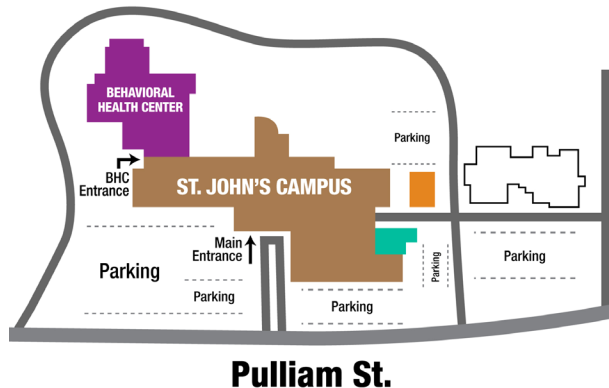 BEHAVIORAL
HEALTH CENTER
Parking
BHC
Entrance
ST. JOHN'S CAMPUS
Main
Entrance
Parking
Parking
Parking
Parking
Parking
Pulliam St.